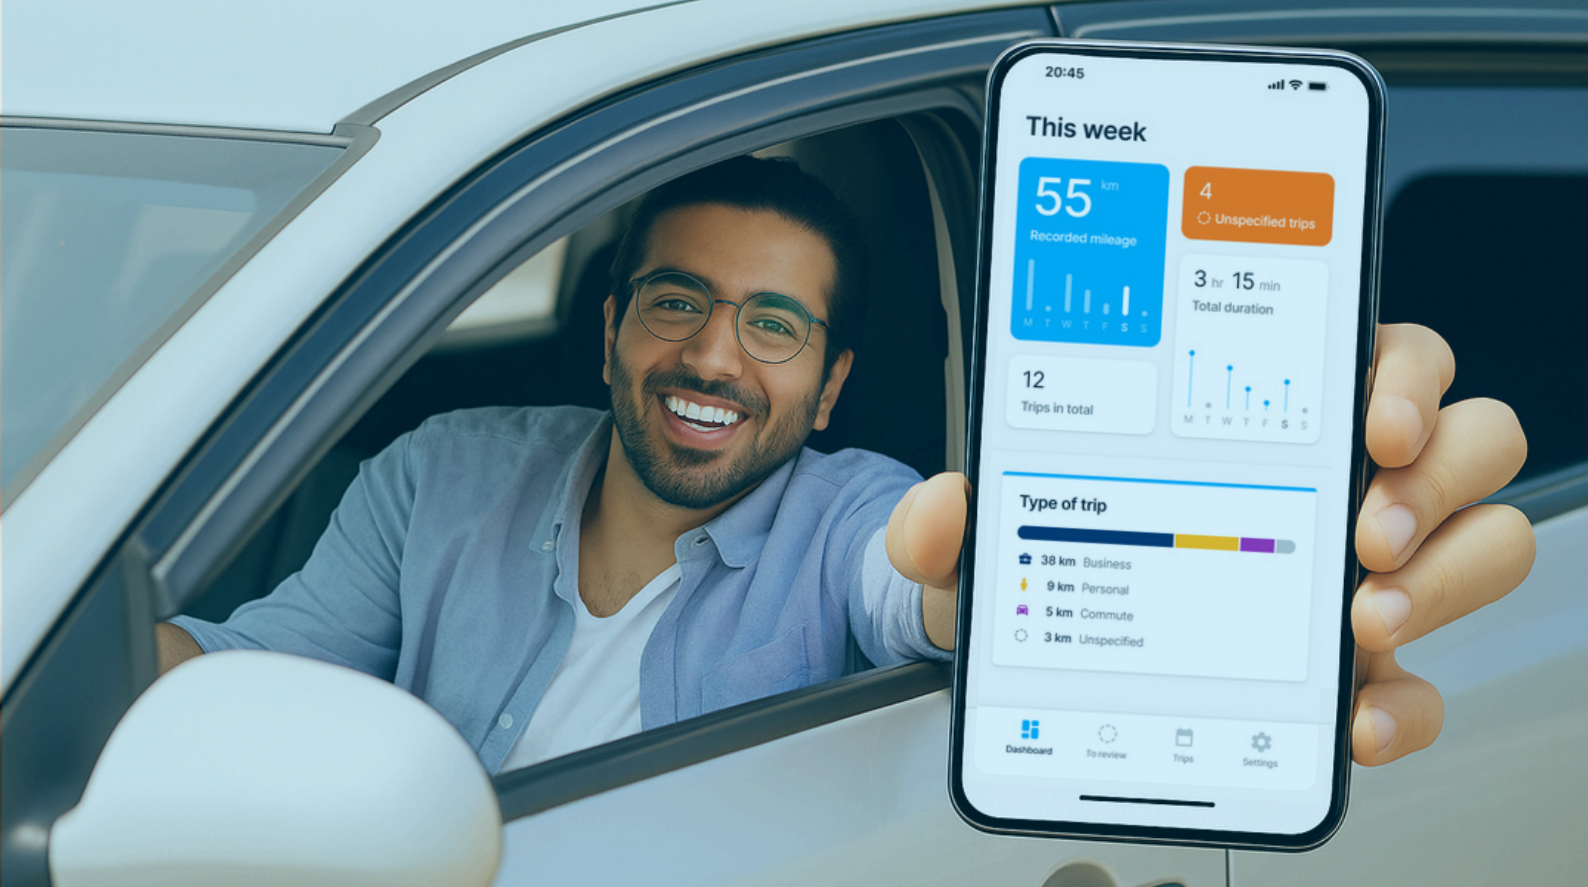 20:45
This week
55 km
Recorded mileage
M T W T F S S
4
Unspecified trips
3 hr 15 min
Total duration
M T W T F S S
12
Trips in total
Type of trip
38 km Business
9 km Personal
5 km Commute
3 km Unspecified
Dashboard
To review
Trips
Settings